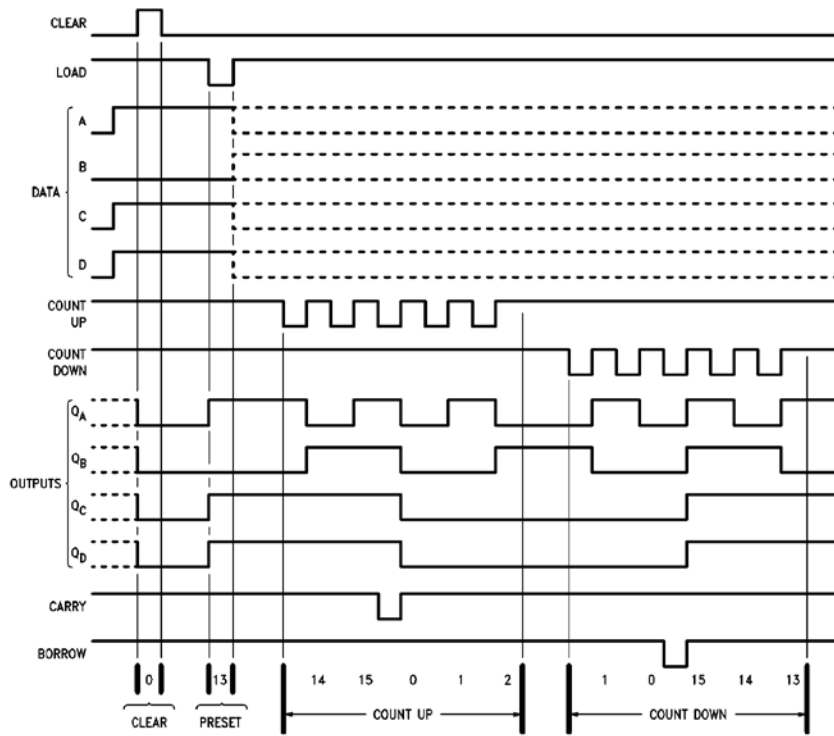 CLEAR
LOAD
A
B
DATA
C
D
COUNT
UP
COUNT
DOWN
QA
QB
OUTPUTS
QC
QD
CARRY
BORROW
0 13 14 15 0 1 2 1 0 15 14 13
CLEAR PRESET COUNT UP COUNT DOWN